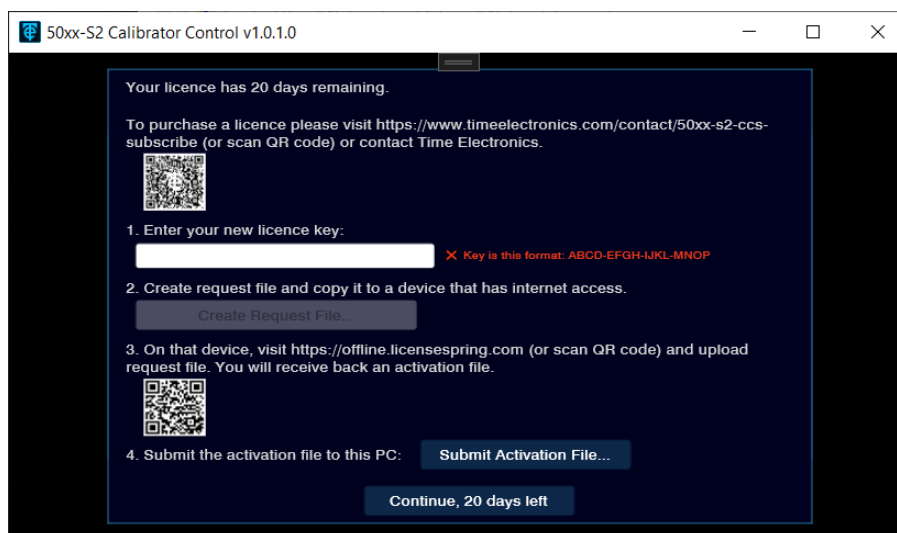 50xx-S2 Calibrator Control v1.0.1.0
Your licence has 20 days remaining.
To purchase a licence please visit https://www.timeelectronics.com/contact/50xx-s2-ccs-
subscribe (or scan QR code) or contact Time Electronics.
1. Enter your new licence key:
Key is this format: ABCD-EFGH-IJKL-MNOP
2. Create request file and copy it to a device that has internet access.
Create Request File...
3. On that device, visit https://offline.licensespring.com (or scan QR code) and upload
request file. You will receive back an activation file.
4. Submit the activation file to this PC: Submit Activation File...
Continue, 20 days left